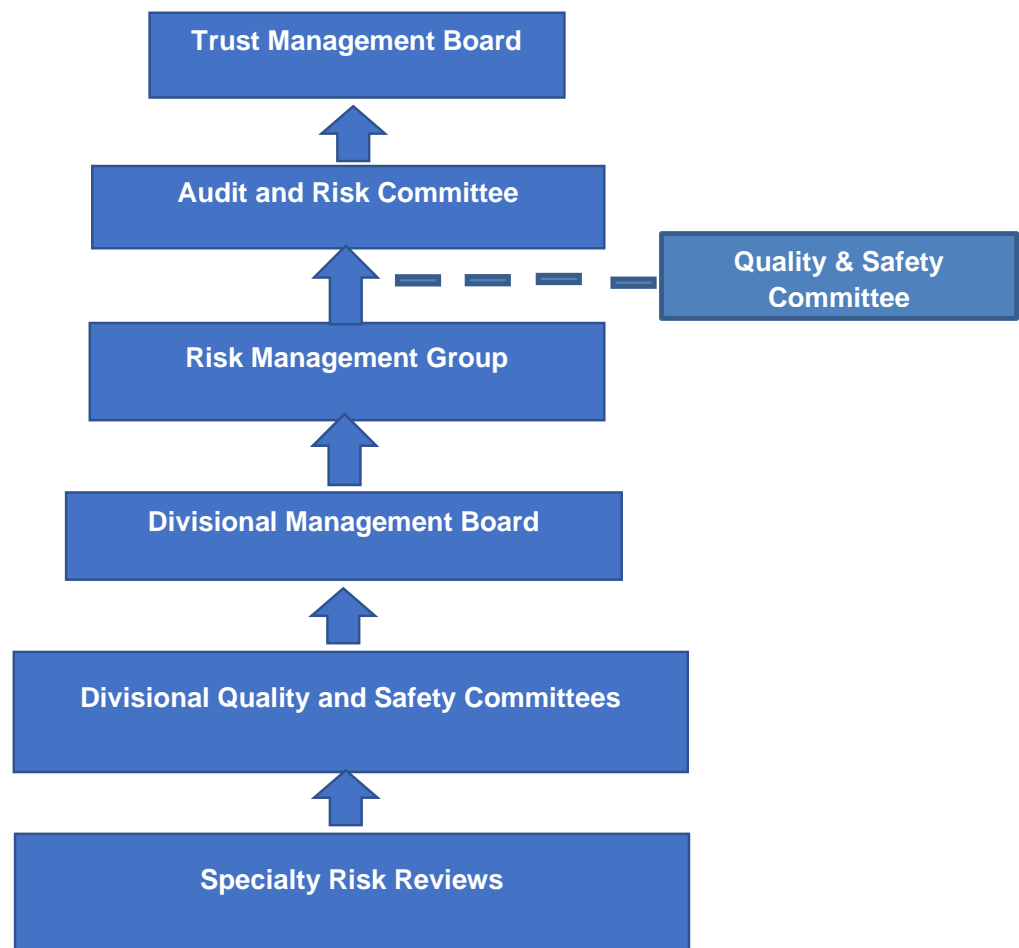 Trust Management Board
Audit and Risk Committee
Quality & Safety
Committee
Risk Management Group
Divisional Management Board
Divisional Quality and Safety Committees
Specialty Risk Reviews